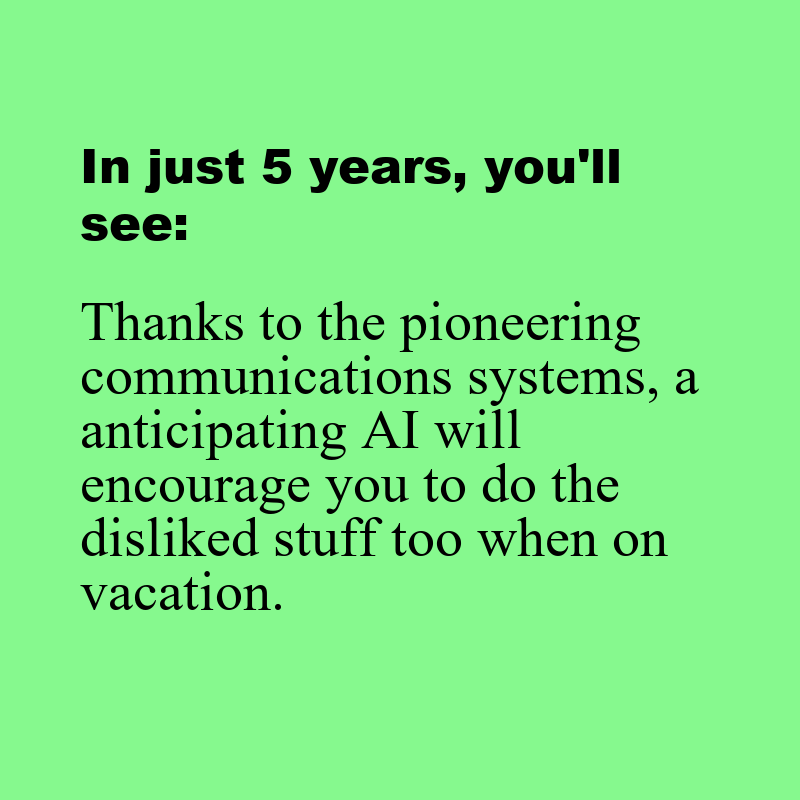 In just 5 years, you'll
see:
Thanks to the pioneering
communications systems, a
anticipating AI will
encourage you to do the
disliked stuff too when on
vacation.